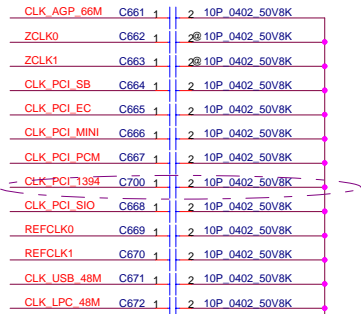 CLK_AGP_66M C661 1 2 10P_0402_50V8K
ZCLK0 C662 1 2@ 10P_0402_50V8K
ZCLK1 C663 1 2@ 10P_0402_50V8K
CLK_PCI_SB C664 1 2 10P_0402_50V8K
CLK_PCI_EC C665 1 2 10P_0402_50V8K
CLK_PCI_MINI C666 1 2 10P_0402_50V8K
CLK_PCI_PCM C667 1 2 10P_0402_50V8K
CLK_PCI_1394 C700 1 2 10P_0402_50V8K
CLK_PCI_SIO C668 1 2 10P_0402_50V8K
REFCLK0 C669 1 2 10P_0402_50V8K
REFCLK1 C670 1 2 10P_0402_50V8K
CLK_USB_48M C671 1 2 10P_0402_50V8K
CLK_LPC_48M C672 1 2 10P_0402_50V8K